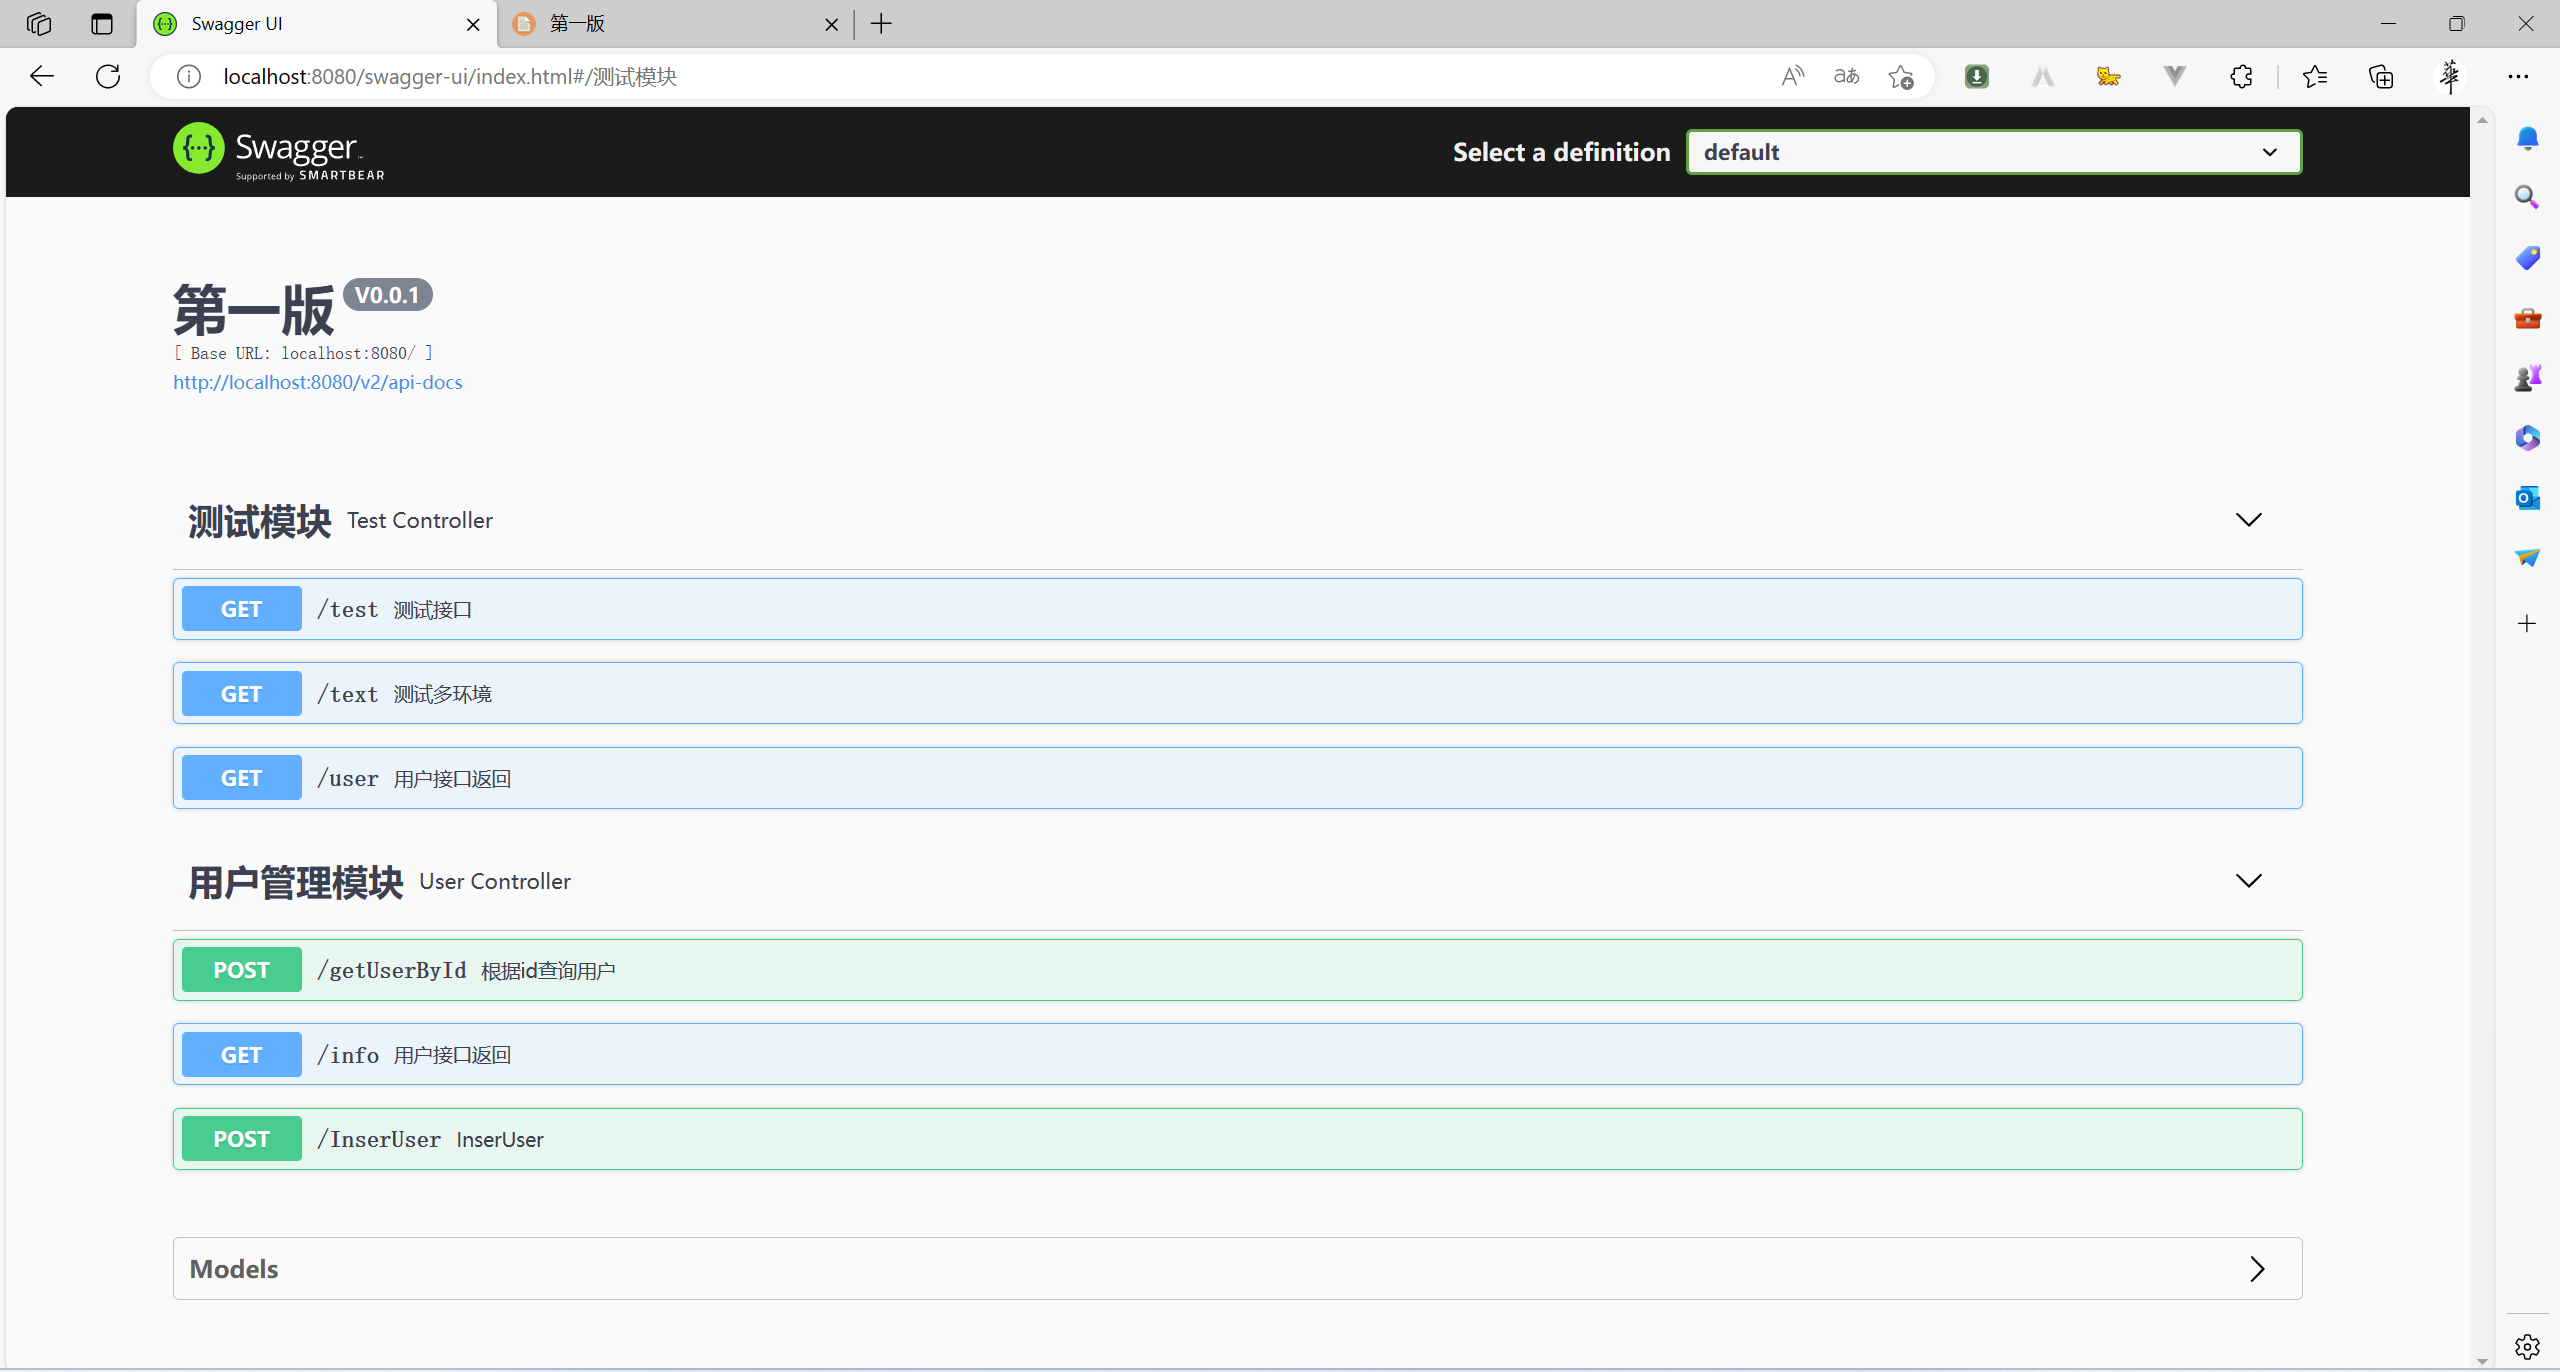 Swagger UI
第一版
localhost:8080/swagger-ui/index.html#/测试模块
Swagger
Supported by SMARTBEAR
Select a definition
default
第一版 V0.0.1
[ Base URL: localhost:8080/ ]
http://localhost:8080/v2/api-docs
测试模块 Test Controller
GET /test 测试接口
GET /text 测试多环境
GET /user 用户接口返回
用户管理模块 User Controller
POST /getUserById 根据id查询用户
GET /info 用户接口返回
POST /InserUser InserUser
Models